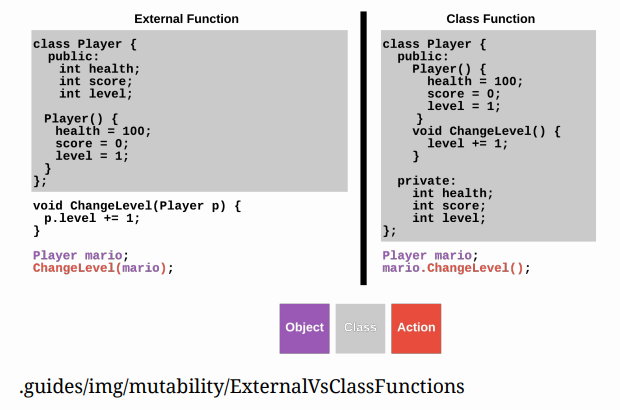 External Function
class Player {
public:
int health;
int score;
int level;
Player() {
health = 100;
score = 0;
level = 1;
}
};
void ChangeLevel(Player p) {
p.level += 1;
}
Player mario;
ChangeLevel(mario);
Class Function
class Player {
public:
Player() {
health = 100;
score = 0;
level = 1;
}
void ChangeLevel() {
level += 1;
}
private:
int health;
int score;
int level;
};
Player mario;
mario.ChangeLevel();
Object
Class
Action
.guides/img/mutability/ExternalVsClassFunctions